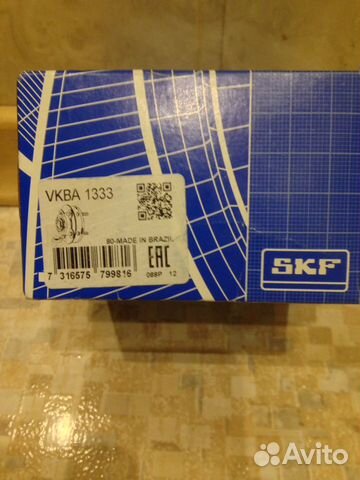 VKBA 1333
80-MADE IN BRAZIL
7 316575 799816
EAC
088P 12
SKF
Avito